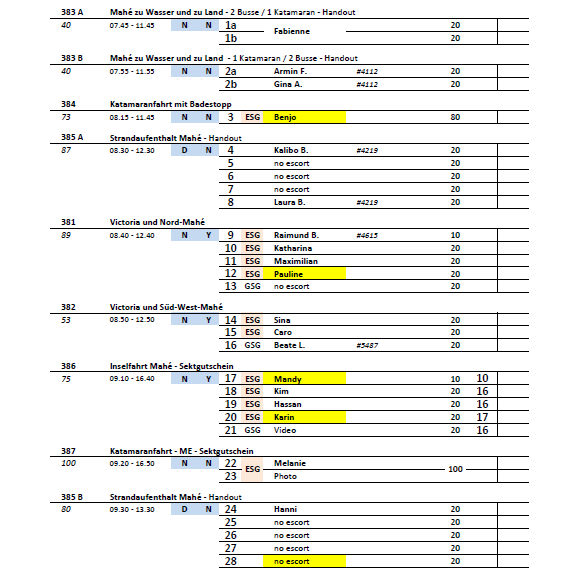 383 A Mahé zu Wasser und zu Land - 2 Busse / 1 Katamaran - Handout
40 07.45 - 11.45 N N 1a Fabienne 20
1b 20
383 B Mahé zu Wasser und zu Land - 1 Katamaran / 2 Busse - Handout
40 07.55 - 11.55 N N 2a Armin F. #4112 20
2b Gina A. #4112 20
384 Katamaranfahrt mit Badestopp
73 08.15 - 11.45 N N 3 ESG Benjo 80
385 A Strandaufenthalt Mahé - Handout
87 08.30 - 12.30 D N 4 Kalibo B. #4219 20
5 no escort 20
6 no escort 20
7 no escort 20
8 Laura B. #4219 20
381 Victoria und Nord-Mahé
89 08.40 - 12.40 N Y 9 ESG Raimund B. #4615 10
10 ESG Katharina 20
11 ESG Maximilian 20
12 ESG Pauline 20
13 GSG no escort 20
382 Victoria und Süd-West-Mahé
53 08.50 - 12.50 N Y 14 ESG Sina 20
15 ESG Caro 20
16 GSG Beate L. #5487 20
386 Inselfahrt Mahé - Sektgutschein
75 09.10 - 16.40 N Y 17 ESG Mandy 10 10
18 ESG Kim 20 16
19 ESG Hassan 20 16
20 ESG Karin 20 17
21 GSG Video 20 16
387 Katamaranfahrt - ME - Sektgutschein
100 09.20 - 16.50 N N 22 ESG Melanie 100
23 Photo
385 B Strandaufenthalt Mahé - Handout
80 09.30 - 13.30 D N 24 Hanni 20
25 no escort 20
26 no escort 20
27 no escort 20
28 no escort 20